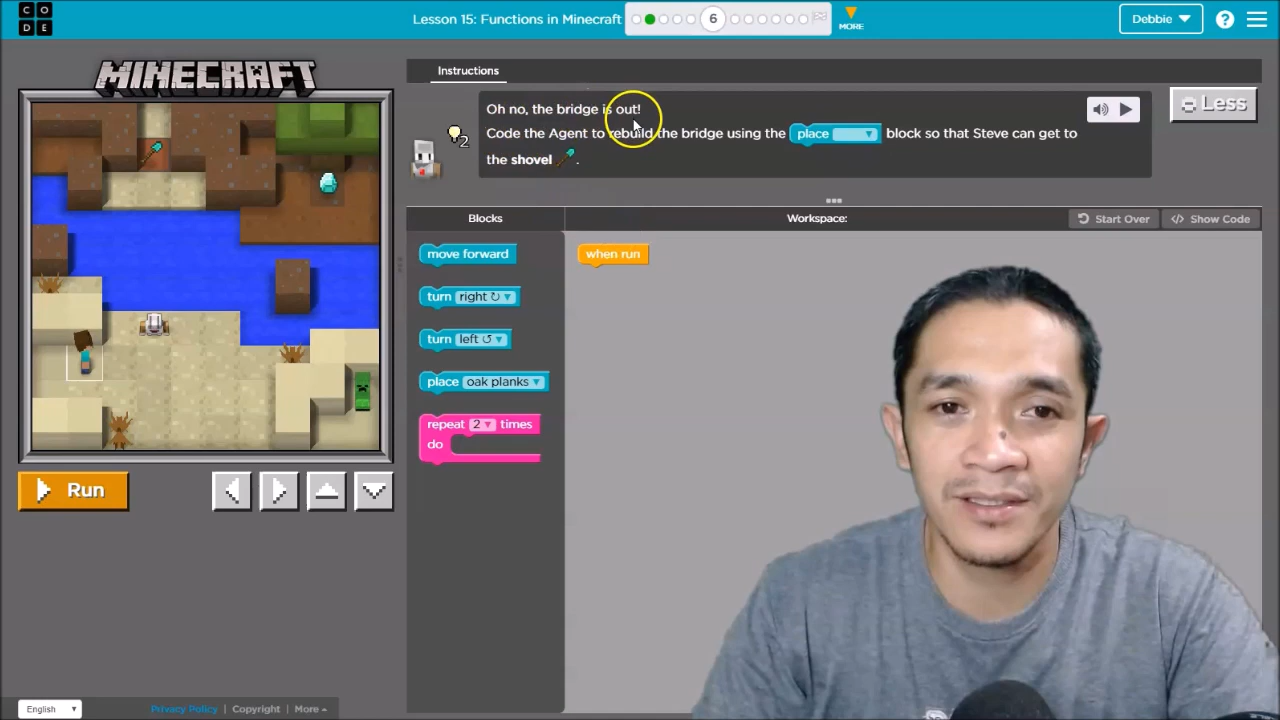 C O
D E
Lesson 15: Functions in Minecraft
6
MORE
Debbie
?
MINECRAFT
Instructions
Less
Oh no, the bridge is out!
2
Code the Agent to rebuild the bridge using the place block so that Steve can get to
the shovel .
Blocks
Workspace:
Start Over
</> Show Code
move forward
when run
turn right ↻
turn left ↺
place oak planks
repeat 2 times
do
Run
English
Privacy Policy | Copyright | More